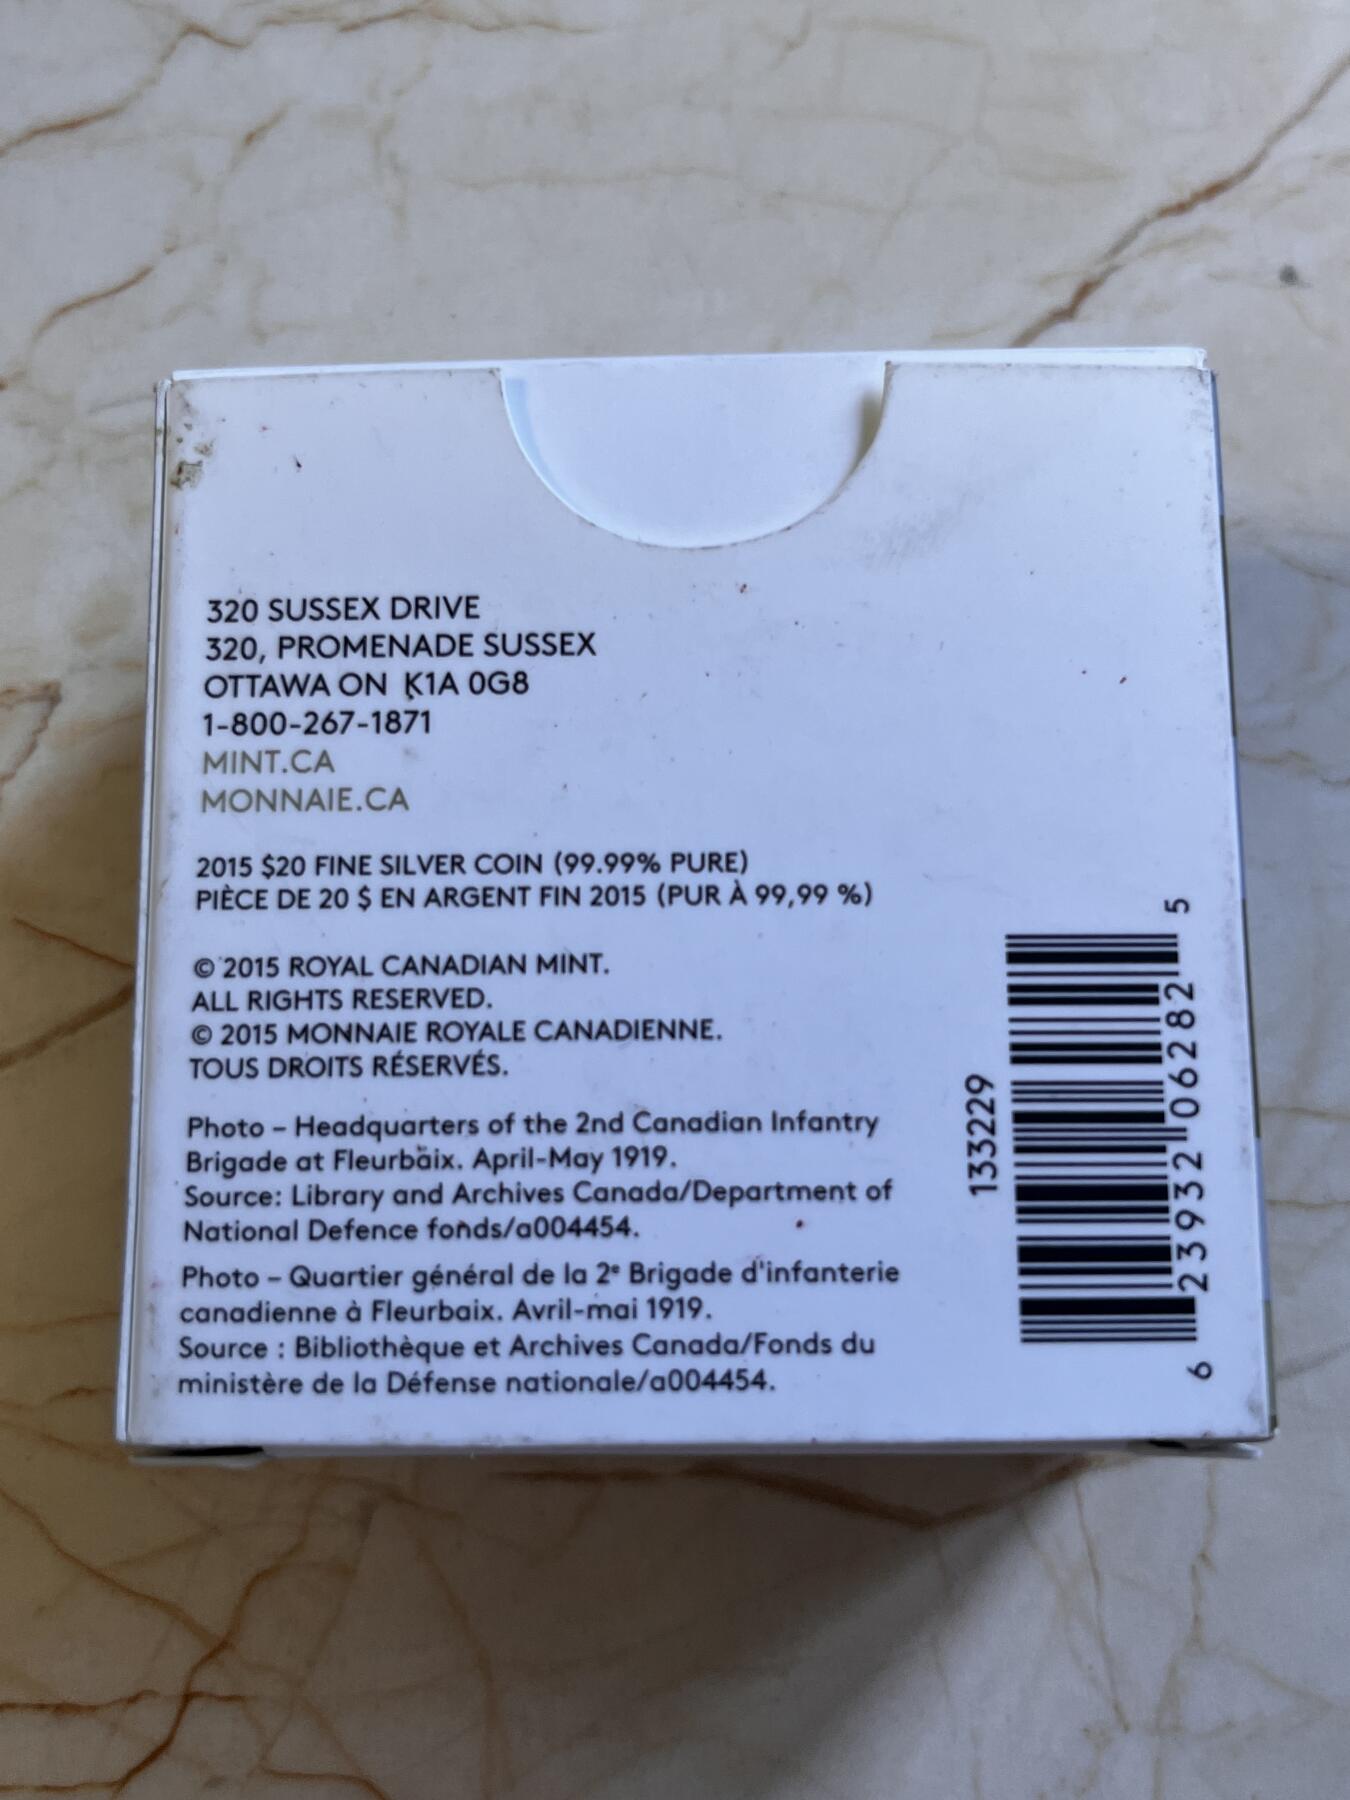 320 SUSSEX DRIVE
320, PROMENADE SUSSEX
OTTAWA ON K1A 0G8
1-800-267-1871
MINT.CA
MONNAIE.CA
2015 $20 FINE SILVER COIN (99.99% PURE)
PIÈCE DE 20 $ EN ARGENT FIN 2015 (PUR À 99,99 %)
© 2015 ROYAL CANADIAN MINT.
ALL RIGHTS RESERVED.
© 2015 MONNAIE ROYALE CANADIENNE.
TOUS DROITS RÉSERVÉS.
Photo – Headquarters of the 2nd Canadian Infantry
Brigade at Fleurbaix. April-May 1919.
Source: Library and Archives Canada/Department of
National Defence fonds/a004454.
Photo – Quartier général de la 2e Brigade d'infanterie
canadienne à Fleurbaix. Avril-mai 1919.
Source : Bibliothèque et Archives Canada/Fonds du
ministère de la Défense nationale/a004454.
133229
6 23932 06282 5